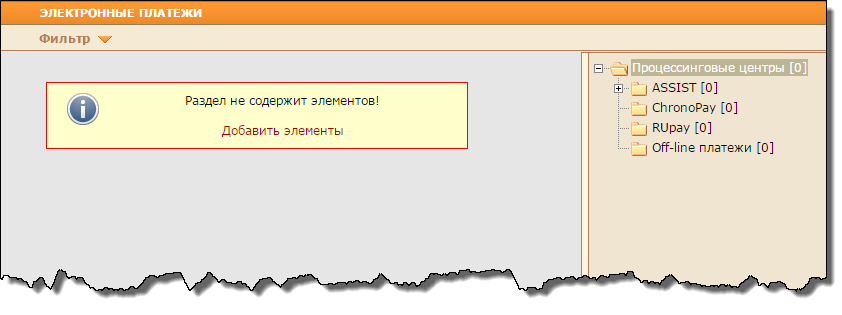 ЭЛЕКТРОННЫЕ ПЛАТЕЖИ
Фильтр
Раздел не содержит элементов!
Добавить элементы
Процессинговые центры [0]
ASSIST [0]
ChronoPay [0]
RUpay [0]
Off-line платежи [0]